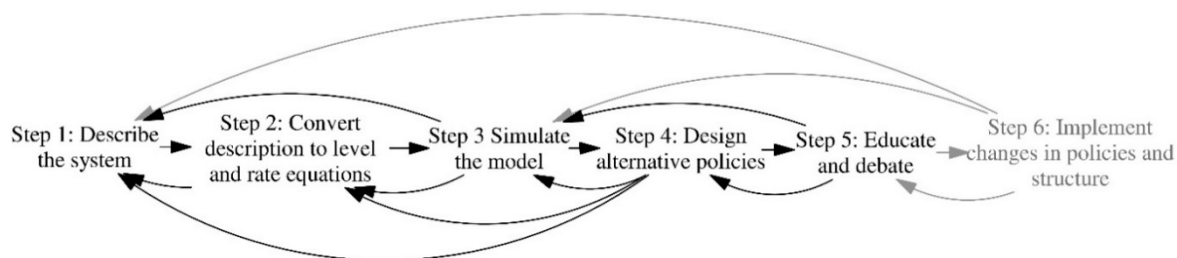 Step 1: Describe
the system
Step 2: Convert
description to level
and rate equations
Step 3 Simulate
the model
Step 4: Design
alternative policies
Step 5: Educate
and debate
Step 6: Implement
changes in policies and
structure